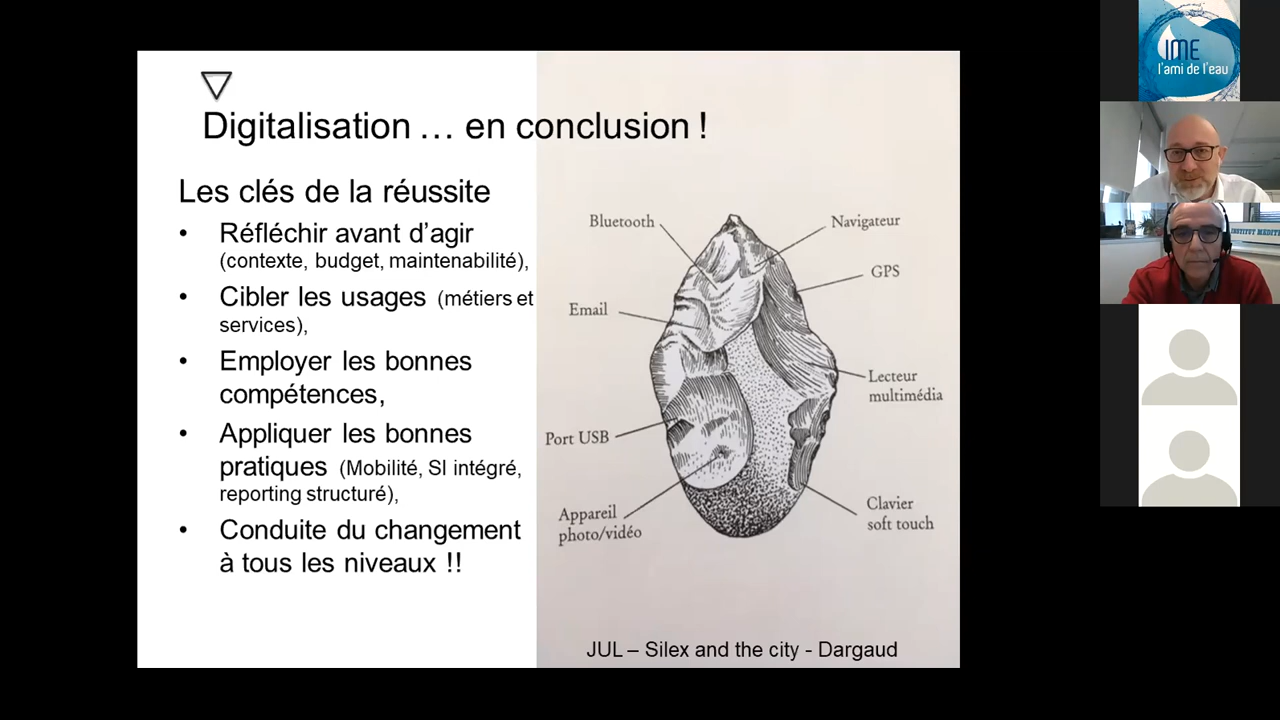 Digitalisation … en conclusion !
Les clés de la réussite
• Réfléchir avant d’agir
(contexte, budget, maintenabilité),
• Cibler les usages (métiers et
services),
• Employer les bonnes
compétences,
• Appliquer les bonnes
pratiques (Mobilité, SI intégré,
reporting structuré),
• Conduite du changement
à tous les niveaux !!
Bluetooth
Navigateur
GPS
Email
Lecteur
multimédia
Port USB
Appareil
photo/vidéo
Clavier
soft touch
JUL – Silex and the city - Dargaud
IME
l'ami de l'eau
INSTITUT